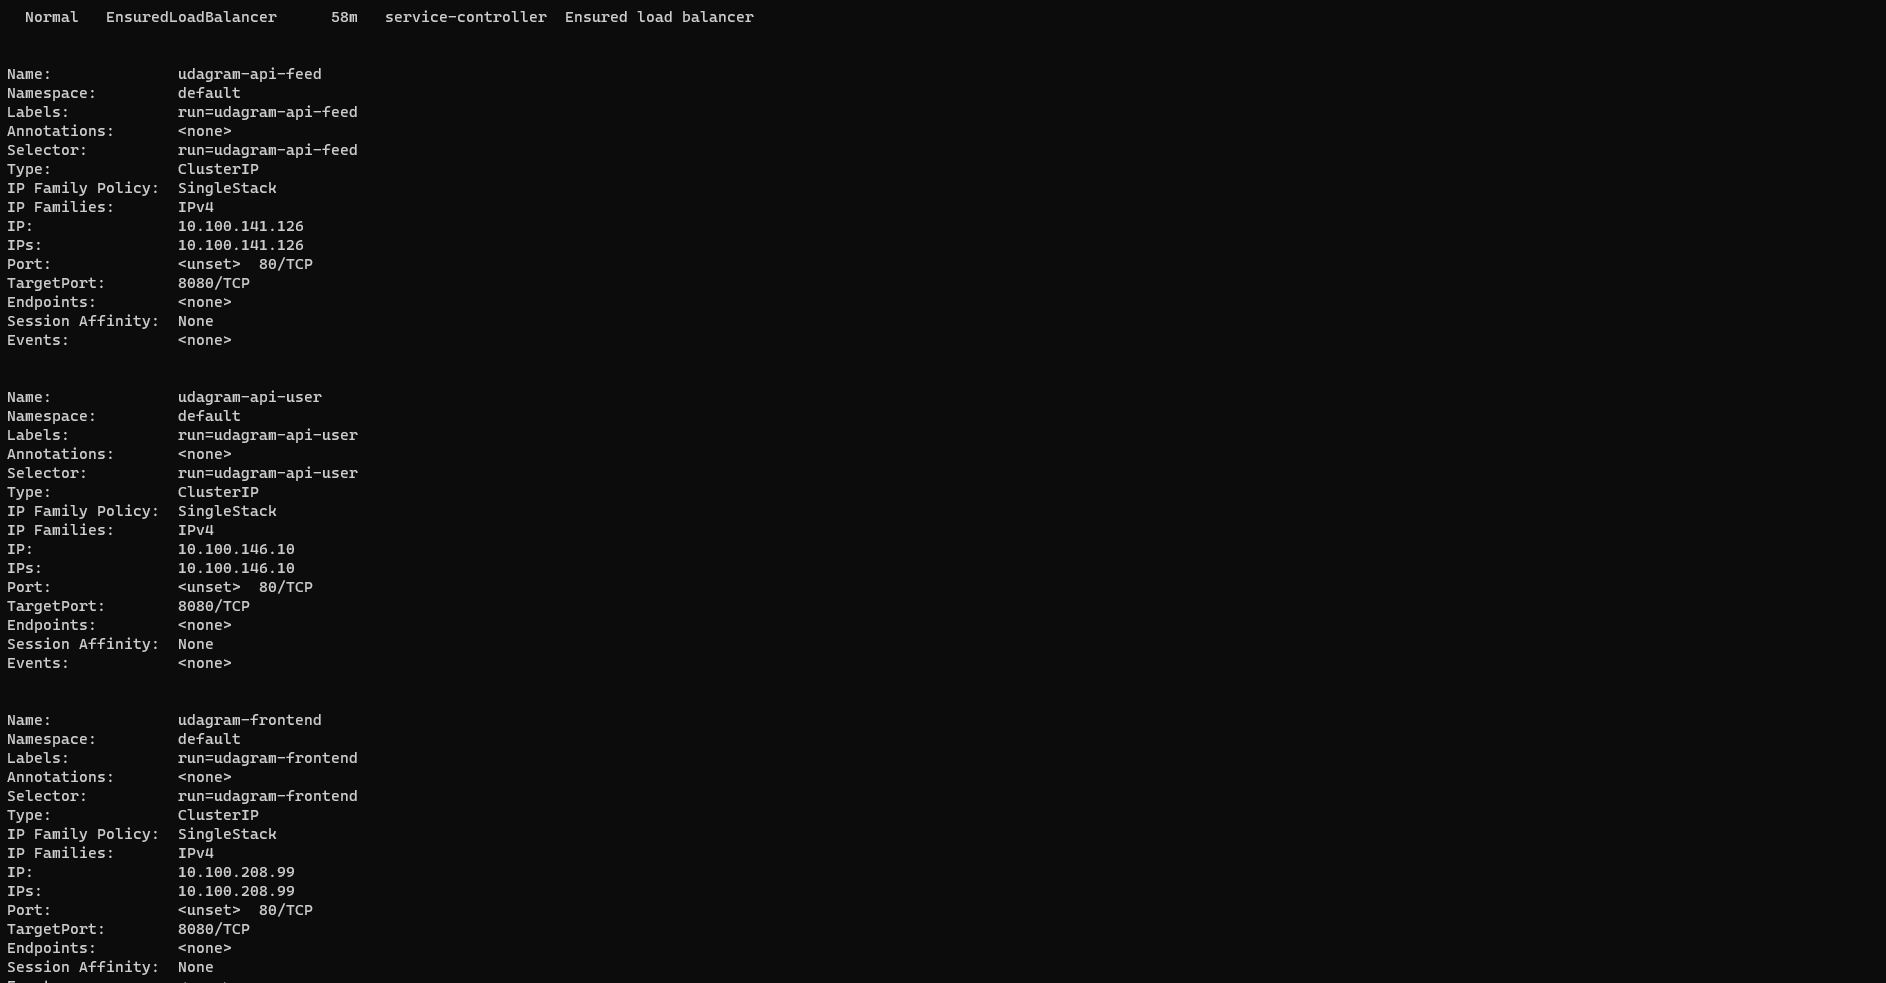 Normal   EnsuredLoadBalancer      58m   service-controller  Ensured load balancer
Name:              udagram-api-feed
Namespace:         default
Labels:            run=udagram-api-feed
Annotations:       <none>
Selector:          run=udagram-api-feed
Type:              ClusterIP
IP Family Policy:  SingleStack
IP Families:       IPv4
IP:                10.100.141.126
IPs:               10.100.141.126
Port:              <unset>  80/TCP
TargetPort:        8080/TCP
Endpoints:         <none>
Session Affinity:  None
Events:            <none>
Name:              udagram-api-user
Namespace:         default
Labels:            run=udagram-api-user
Annotations:       <none>
Selector:          run=udagram-api-user
Type:              ClusterIP
IP Family Policy:  SingleStack
IP Families:       IPv4
IP:                10.100.146.10
IPs:               10.100.146.10
Port:              <unset>  80/TCP
TargetPort:        8080/TCP
Endpoints:         <none>
Session Affinity:  None
Events:            <none>
Name:              udagram-frontend
Namespace:         default
Labels:            run=udagram-frontend
Annotations:       <none>
Selector:          run=udagram-frontend
Type:              ClusterIP
IP Family Policy:  SingleStack
IP Families:       IPv4
IP:                10.100.208.99
IPs:               10.100.208.99
Port:              <unset>  80/TCP
TargetPort:        8080/TCP
Endpoints:         <none>
Session Affinity:  None